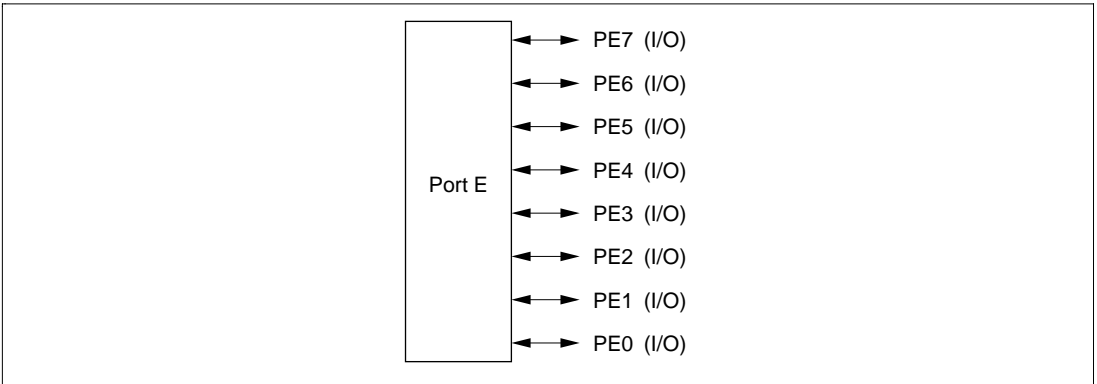 PE7 (I/O)
PE6 (I/O)
PE5 (I/O)
PE4 (I/O)
Port E
PE3 (I/O)
PE2 (I/O)
PE1 (I/O)
PE0 (I/O)